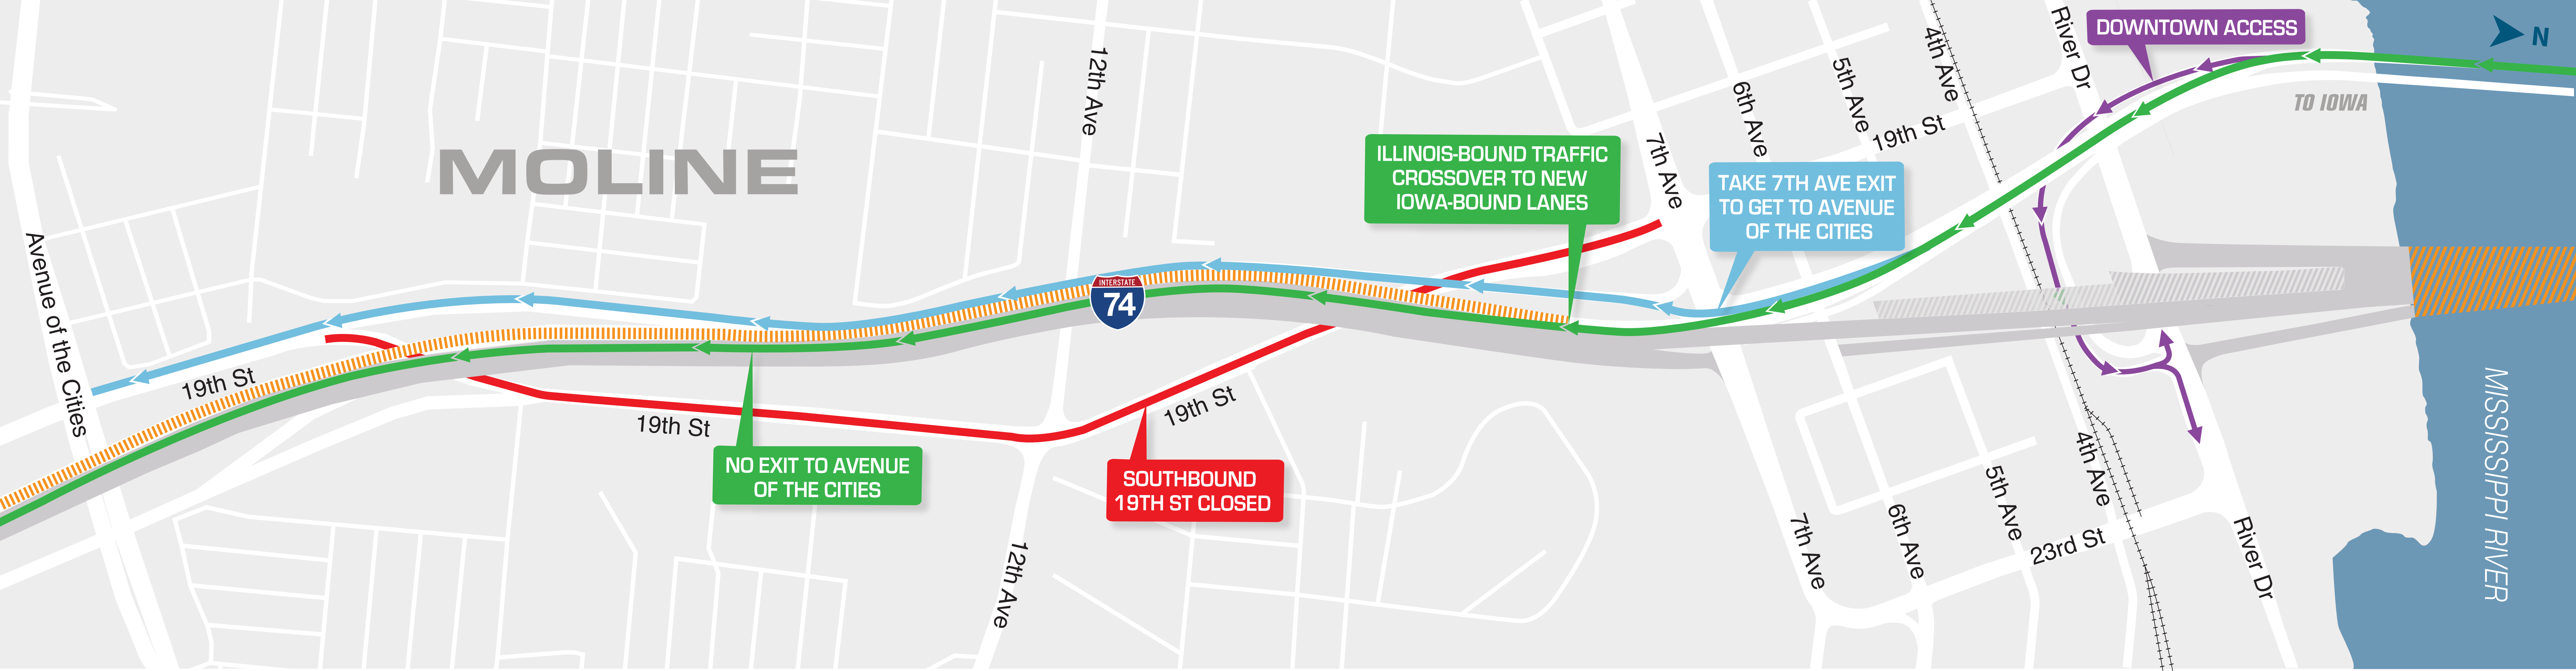 DOWNTOWN ACCESS
N
TO IOWA
River Dr
4th Ave
5th Ave
6th Ave
19th St
7th Ave
12th Ave
MOLINE
ILLINOIS-BOUND TRAFFIC
CROSSOVER TO NEW
IOWA-BOUND LANES
TAKE 7TH AVE EXIT
TO GET TO AVENUE
OF THE CITIES
INTERSTATE
74
Avenue of the Cities
19th St
19th St
19th St
NO EXIT TO AVENUE
OF THE CITIES
SOUTHBOUND
19TH ST CLOSED
12th Ave
7th Ave
6th Ave
5th Ave
4th Ave
23rd St
River Dr
MISSISSIPPI RIVER